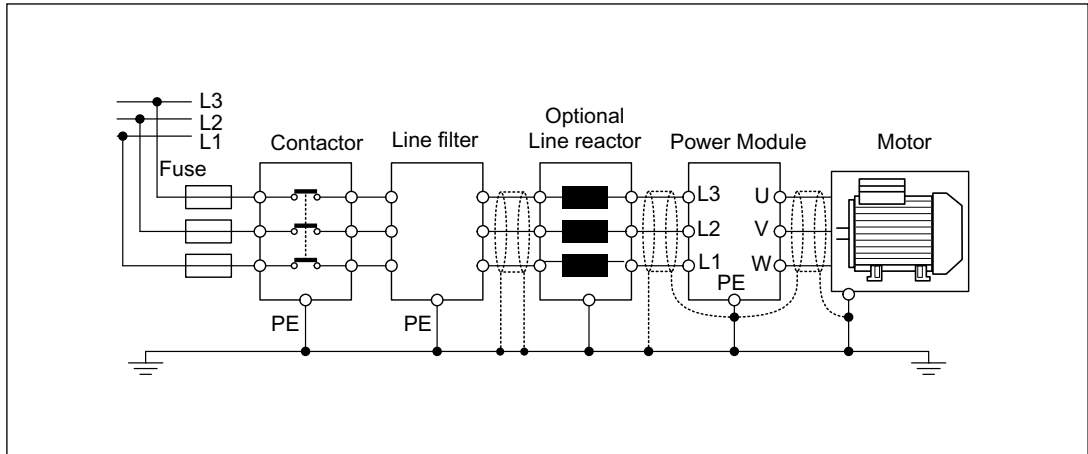 L3
L2
L1
Fuse
Contactor
Line filter
Optional
Line reactor
Power Module
Motor
L3
L2
L1
PE
U
V
W
PE
PE